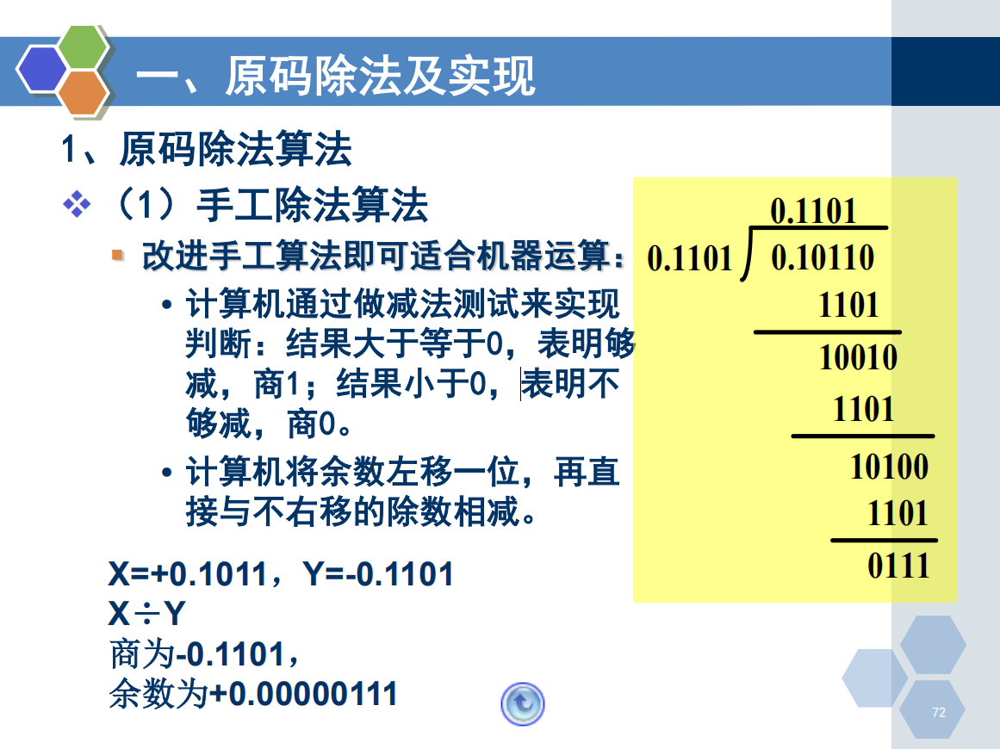 一、原码除法及实现
1、原码除法算法
（1）手工除法算法
改进手工算法即可适合机器运算：
• 计算机通过做减法测试来实现
判断：结果大于等于0，表明够
减，商1；结果小于0，表明不
够减，商0。
• 计算机将余数左移一位，再直
接与不右移的除数相减。
X=+0.1011，Y=-0.1101
X÷Y
商为-0.1101，
余数为+0.00000111
0.1101
0.1101 0.10110
1101
10010
1101
10100
1101
0111
72